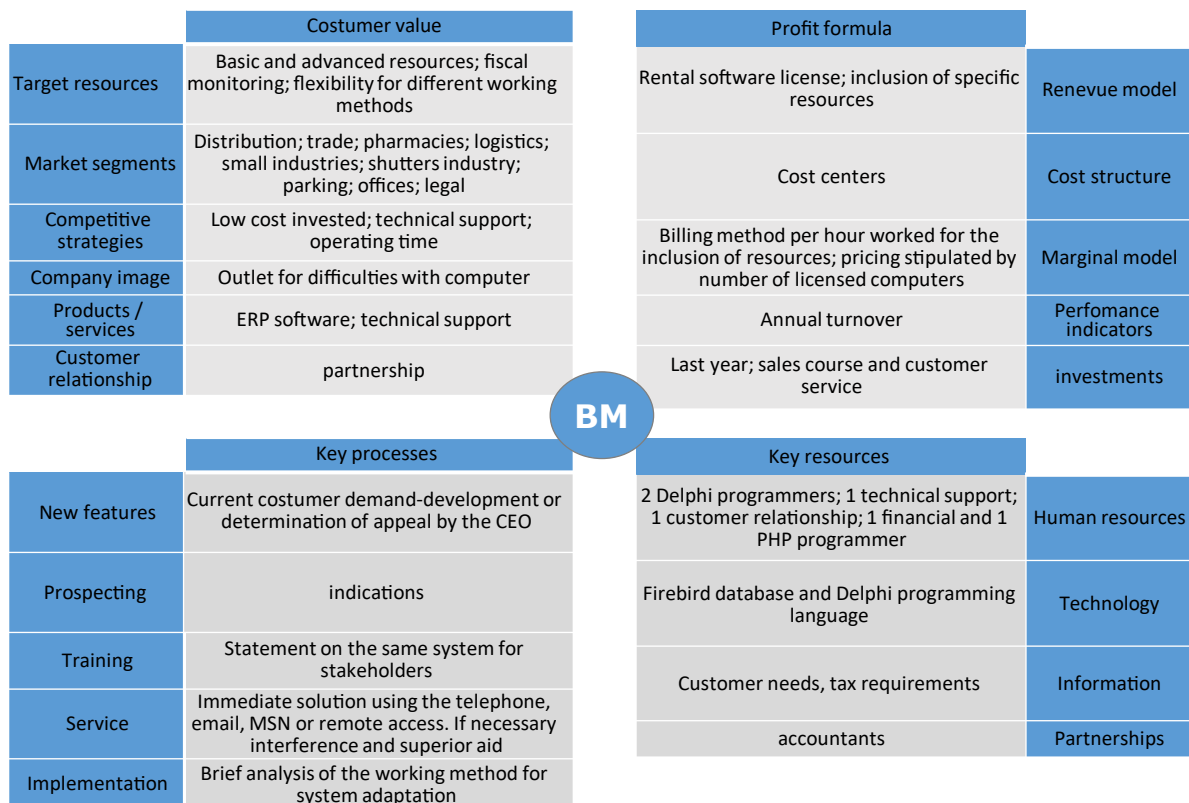 Costumer value
Target resources
Basic and advanced resources; fiscal
monitoring; flexibility for different working
methods
Market segments
Distribution; trade; pharmacies; logistics;
small industries; shutters industry;
parking; offices; legal
Competitive
strategies
Low cost invested; technical support;
operating time
Company image
Outlet for difficulties with computer
Products /
services
ERP software; technical support
Customer
relationship
partnership
Profit formula
Rental software license; inclusion of specific
resources
Renevue model
Cost centers
Cost structure
Billing method per hour worked for the
inclusion of resources; pricing stipulated by
number of licensed computers
Marginal model
Annual turnover
Perfomance
indicators
Last year; sales course and customer
service
investments
BM
Key processes
New features
Current costumer demand-development or
determination of appeal by the CEO
Prospecting
indications
Training
Statement on the same system for
stakeholders
Service
Immediate solution using the telephone,
email, MSN or remote access. If necessary
interference and superior aid
Implementation
Brief analysis of the working method for
system adaptation
Key resources
2 Delphi programmers; 1 technical support;
1 customer relationship; 1 financial and 1
PHP programmer
Human resources
Firebird database and Delphi programming
language
Technology
Customer needs, tax requirements
Information
accountants
Partnerships